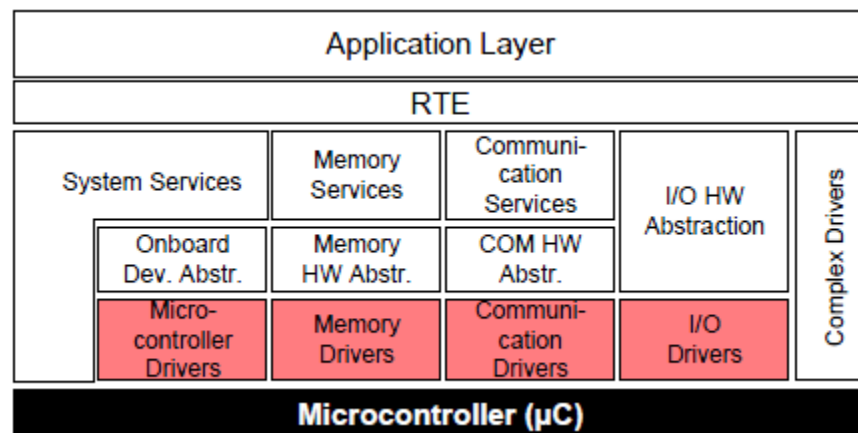 Application Layer
RTE
System Services
Memory
Services
Communi-
cation
Services
I/O HW
Abstraction
Complex Drivers
Onboard
Dev. Abstr.
Memory
HW Abstr.
COM HW
Abstr.
Micro-
controller
Drivers
Memory
Drivers
Communi-
cation
Drivers
I/O
Drivers
Microcontroller (µC)